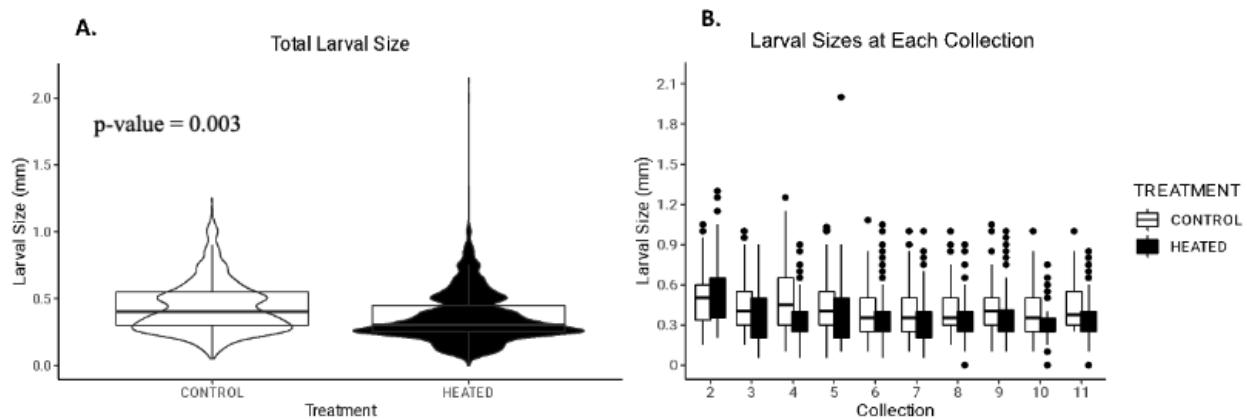 A.
Total Larval Size
p-value = 0.003
Larval Size (mm)
2.0
1.5
1.0
0.5
0.0
CONTROL HEATED
Treatment
B.
Larval Sizes at Each Collection
Larval Size (mm)
2.1
1.8
1.5
1.2
0.9
0.6
0.3
0
2 3 4 5 6 7 8 9 10 11
Collection
TREATMENT
CONTROL
HEATED